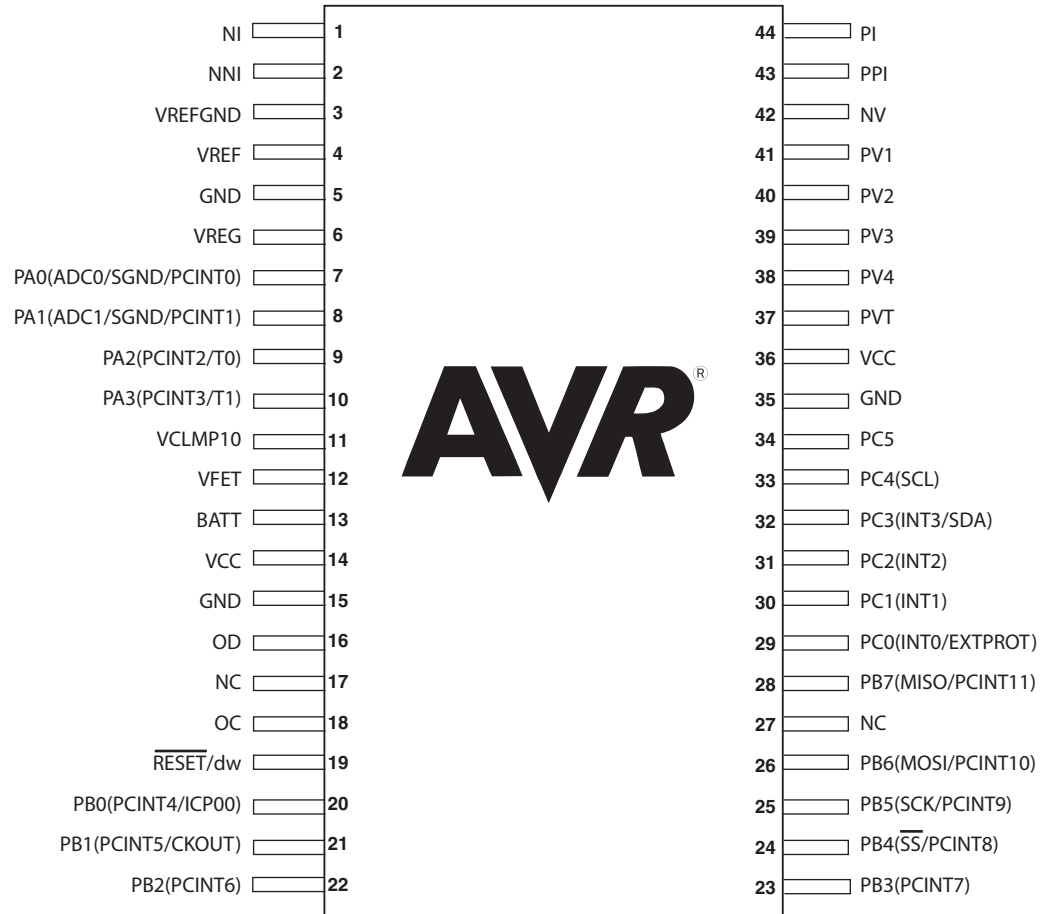 NI 1 44 PI
NNI 2 43 PPI
VREFGND 3 42 NV
VREF 4 41 PV1
GND 5 40 PV2
VREG 6 39 PV3
PA0(ADC0/SGND/PCINT0) 7 38 PV4
PA1(ADC1/SGND/PCINT1) 8 37 PVT
PA2(PCINT2/T0) 9 36 VCC
PA3(PCINT3/T1) 10 35 GND
VCLMP10 11 34 PC5
VFET 12 33 PC4(SCL)
BATT 13 32 PC3(INT3/SDA)
VCC 14 31 PC2(INT2)
GND 15 30 PC1(INT1)
OD 16 29 PC0(INT0/EXTPROT)
NC 17 28 PB7(MISO/PCINT11)
OC 18 27 NC
R̅E̅S̅E̅T̅/dw 19 26 PB6(MOSI/PCINT10)
PB0(PCINT4/ICP00) 20 25 PB5(SCK/PCINT9)
PB1(PCINT5/CKOUT) 21 24 PB4(S̅S̅/PCINT8)
PB2(PCINT6) 22 23 PB3(PCINT7)
AVR®